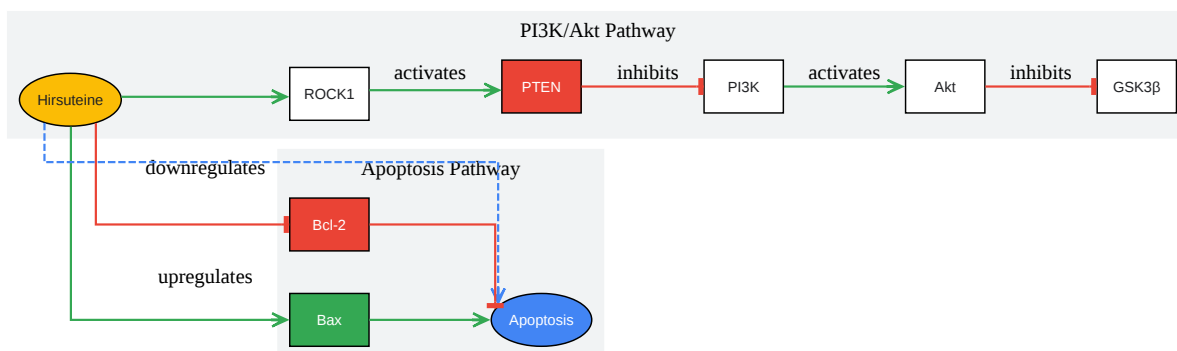 PI3K/Akt Pathway
Hirsuteine
ROCK1
activates
PTEN
inhibits
PI3K
activates
Akt
inhibits
GSK3β
downregulates
Apoptosis Pathway
Bcl-2
upregulates
Bax
Apoptosis